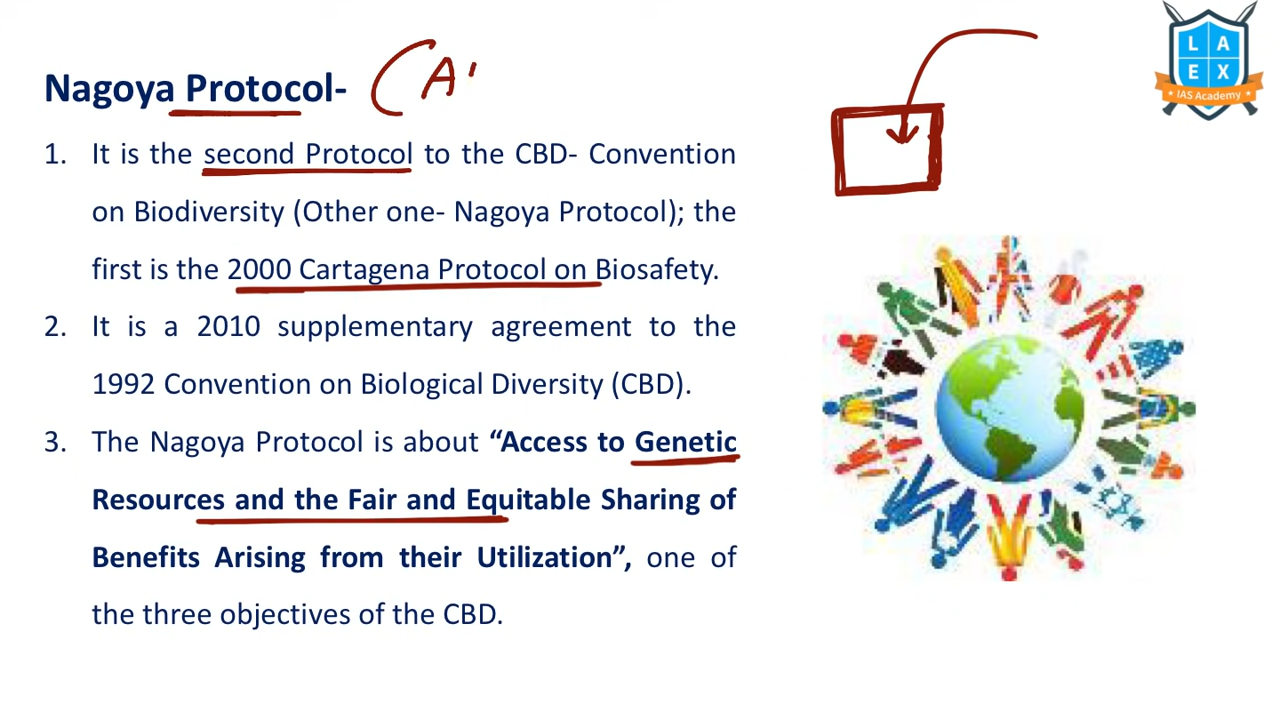 LA
EX
IAS Academy
Nagoya Protocol- (A'
1. It is the second Protocol to the CBD- Convention
on Biodiversity (Other one- Nagoya Protocol); the
first is the 2000 Cartagena Protocol on Biosafety.
2. It is a 2010 supplementary agreement to the
1992 Convention on Biological Diversity (CBD).
3. The Nagoya Protocol is about “Access to Genetic
Resources and the Fair and Equitable Sharing of
Benefits Arising from their Utilization”, one of
the three objectives of the CBD.